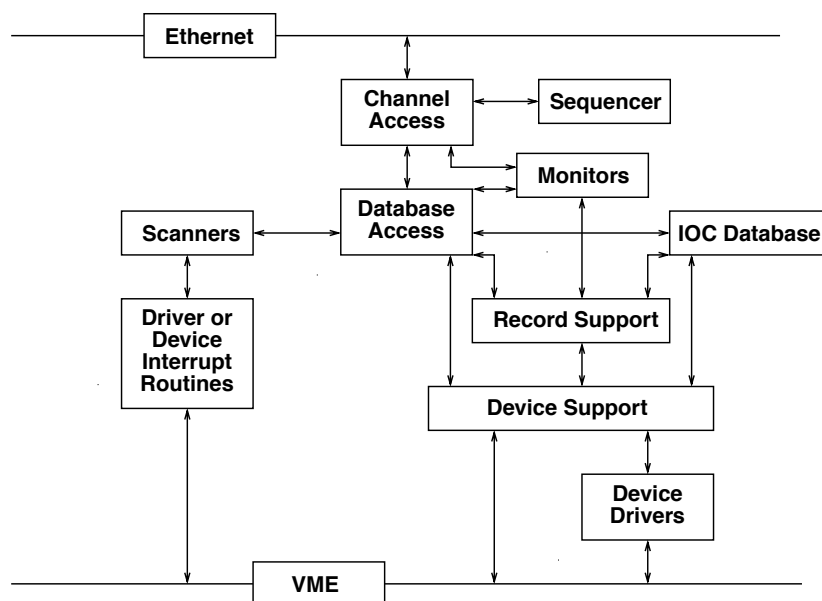 Ethernet
Channel
Access
Sequencer
Monitors
Database
Access
Scanners
IOC Database
Driver or
Device
Interrupt
Routines
Record Support
Device Support
Device
Drivers
VME